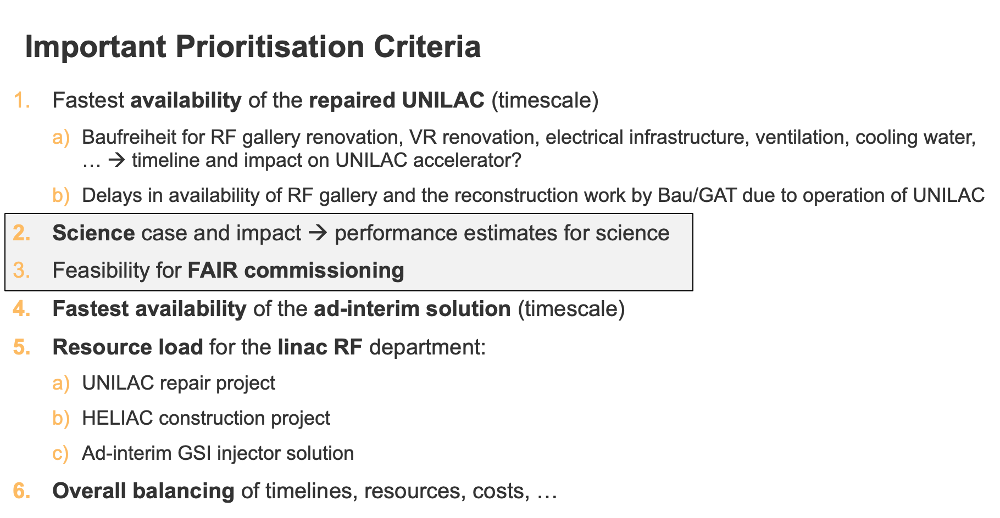 Important Prioritisation Criteria
1. Fastest availability of the repaired UNILAC (timescale)
a) Baufreiheit for RF gallery renovation, VR renovation, electrical infrastructure, ventilation, cooling water,
… → timeline and impact on UNILAC accelerator?
b) Delays in availability of RF gallery and the reconstruction work by Bau/GAT due to operation of UNILAC
2. Science case and impact → performance estimates for science
3. Feasibility for FAIR commissioning
4. Fastest availability of the ad-interim solution (timescale)
5. Resource load for the linac RF department:
a) UNILAC repair project
b) HELIAC construction project
c) Ad-interim GSI injector solution
6. Overall balancing of timelines, resources, costs, …